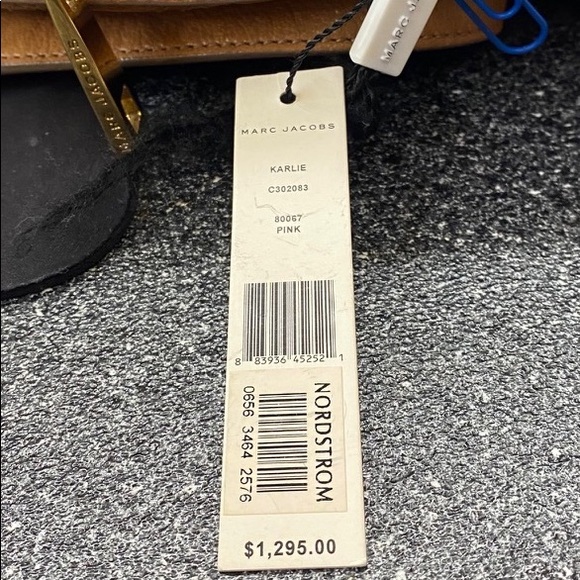 MARC JACOBS
MARC JACOBS
KARLIE
C302083
80067
PINK
8 83936 45252 1
NORDSTROM
0656 3464 2576
$1,295.00